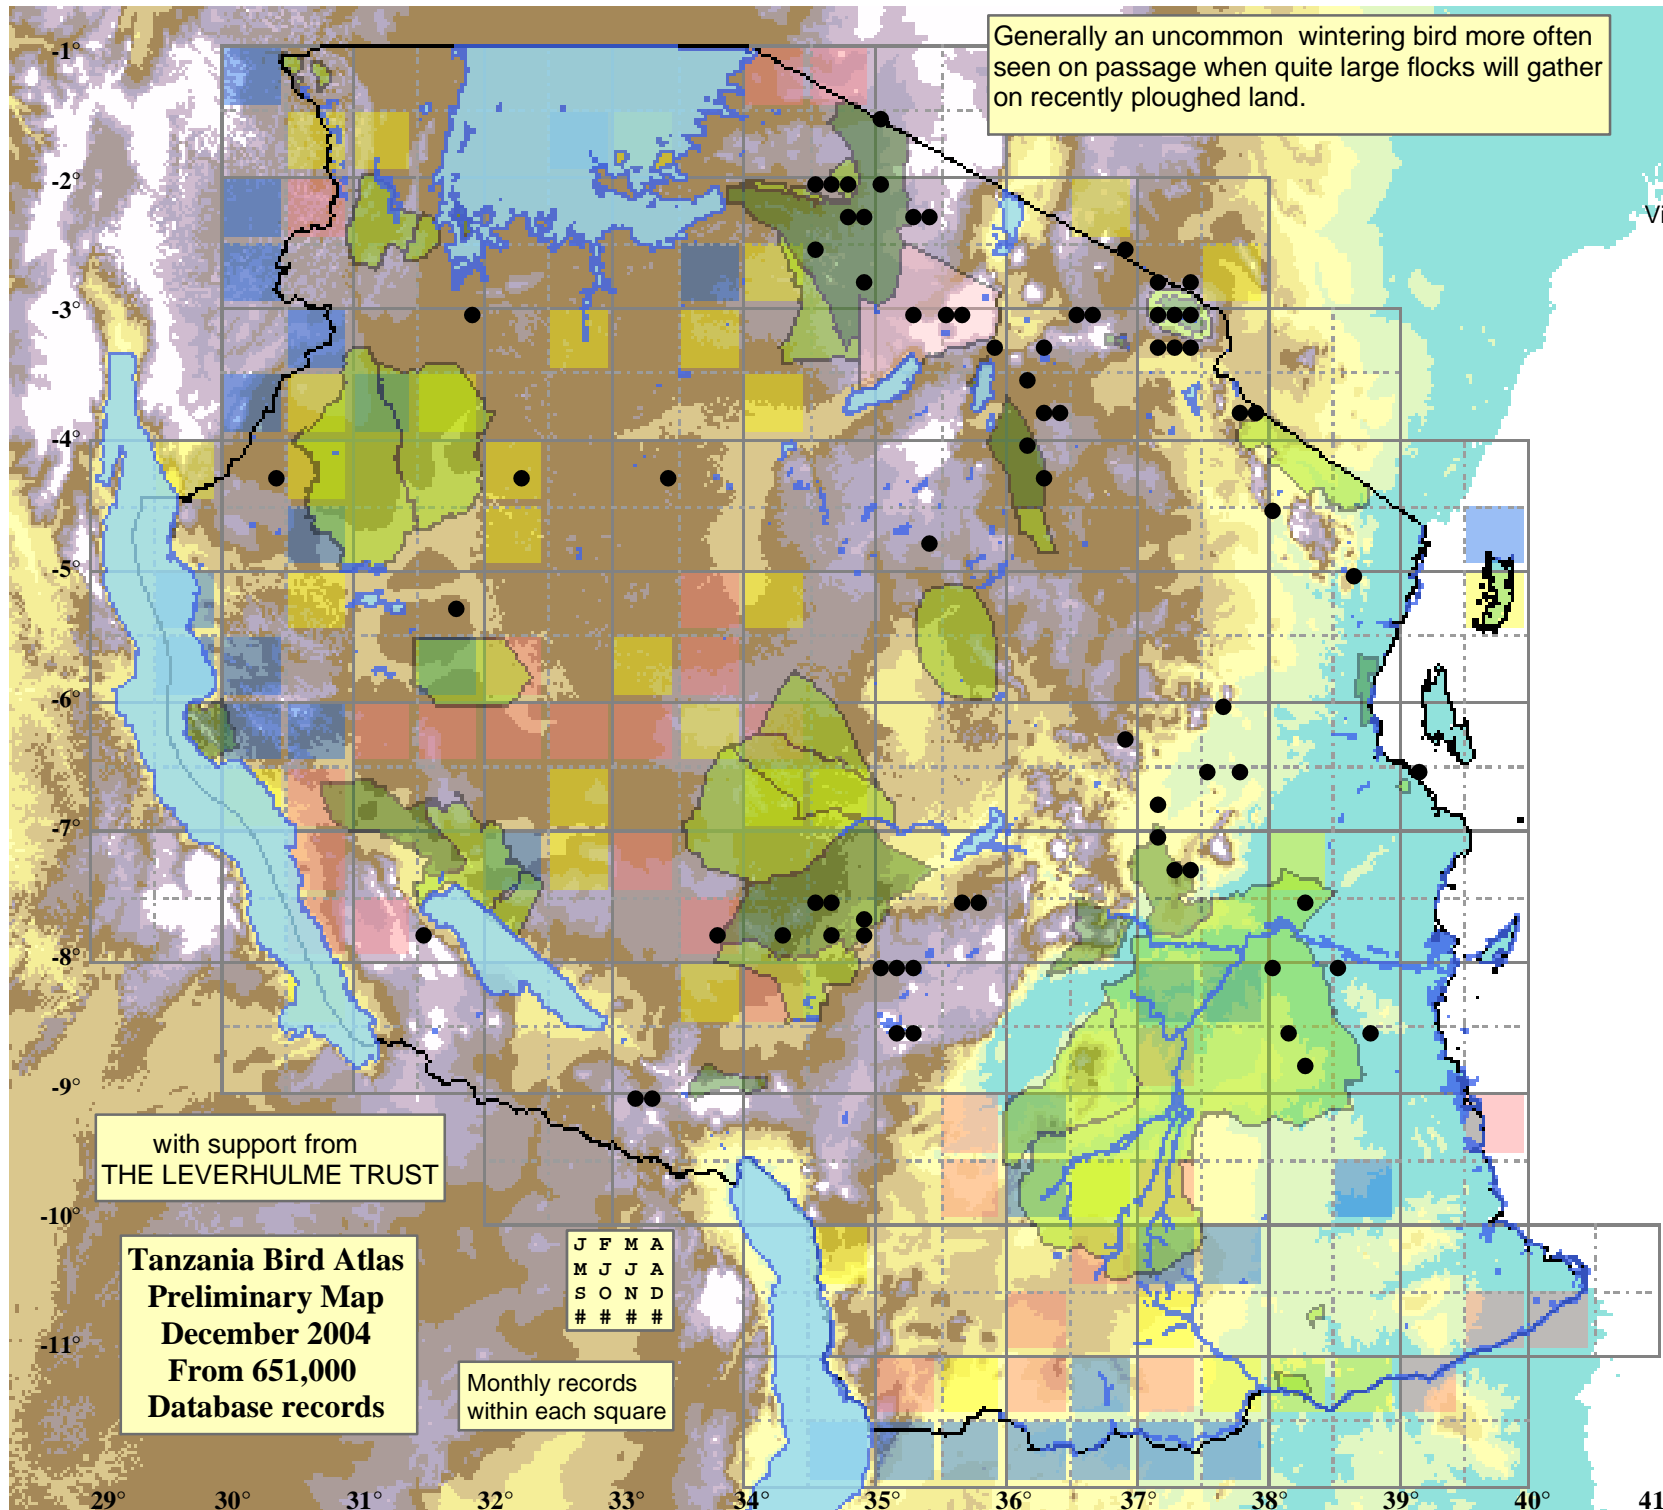 Generally an uncommon wintering bird more often
seen on passage when quite large flocks will gather
on recently ploughed land.
-1°
-2°
Vi
-3°
-4°
-5°
-6°
-7°
-8°
-9°
with support from
THE LEVERHULME TRUST
-10°
Tanzania Bird Atlas
Preliminary Map
December 2004
From 651,000
Database records
J F M A
M J J A
S O N D
# # # #
-11°
Monthly records
within each square
29° 30° 31° 32° 33° 34° 35° 36° 37° 38° 39° 40° 41